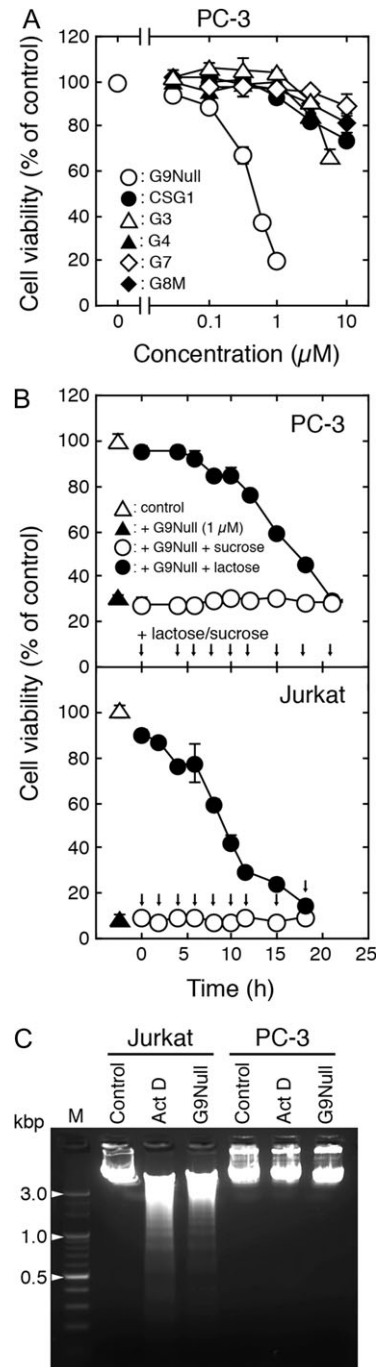 A
PC-3
Cell viability (% of control)
120
100
80
60
40
20
0
○ : G9Null
● : CSG1
△ : G3
▲ : G4
◇ : G7
◆ : G8M
0 0.1 1 10
Concentration (µM)
B
PC-3
Cell viability (% of control)
120
100
80
60
40
20
0
△ : control
▲ : + G9Null (1 µM)
○ : + G9Null + sucrose
● : + G9Null + lactose
+ lactose/sucrose
Jurkat
100
80
60
40
20
0
0 5 10 15 20 25
Time (h)
C
Jurkat PC-3
kbp M Control Act D G9Null Control Act D G9Null
3.0
1.0
0.5